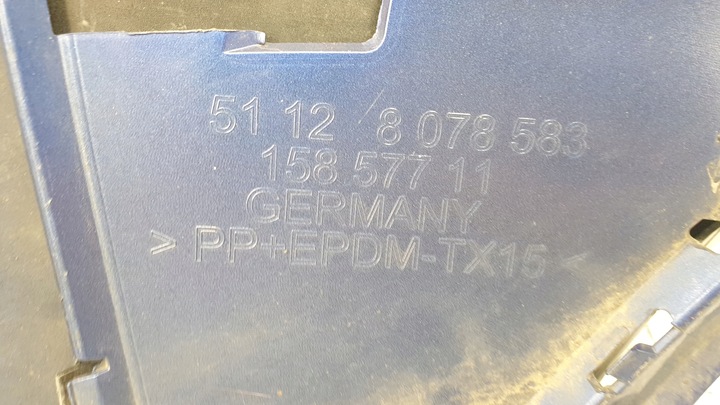 51 12 8 078 583
158 577 11
GERMANY
> PP+EPDM-TX15 <